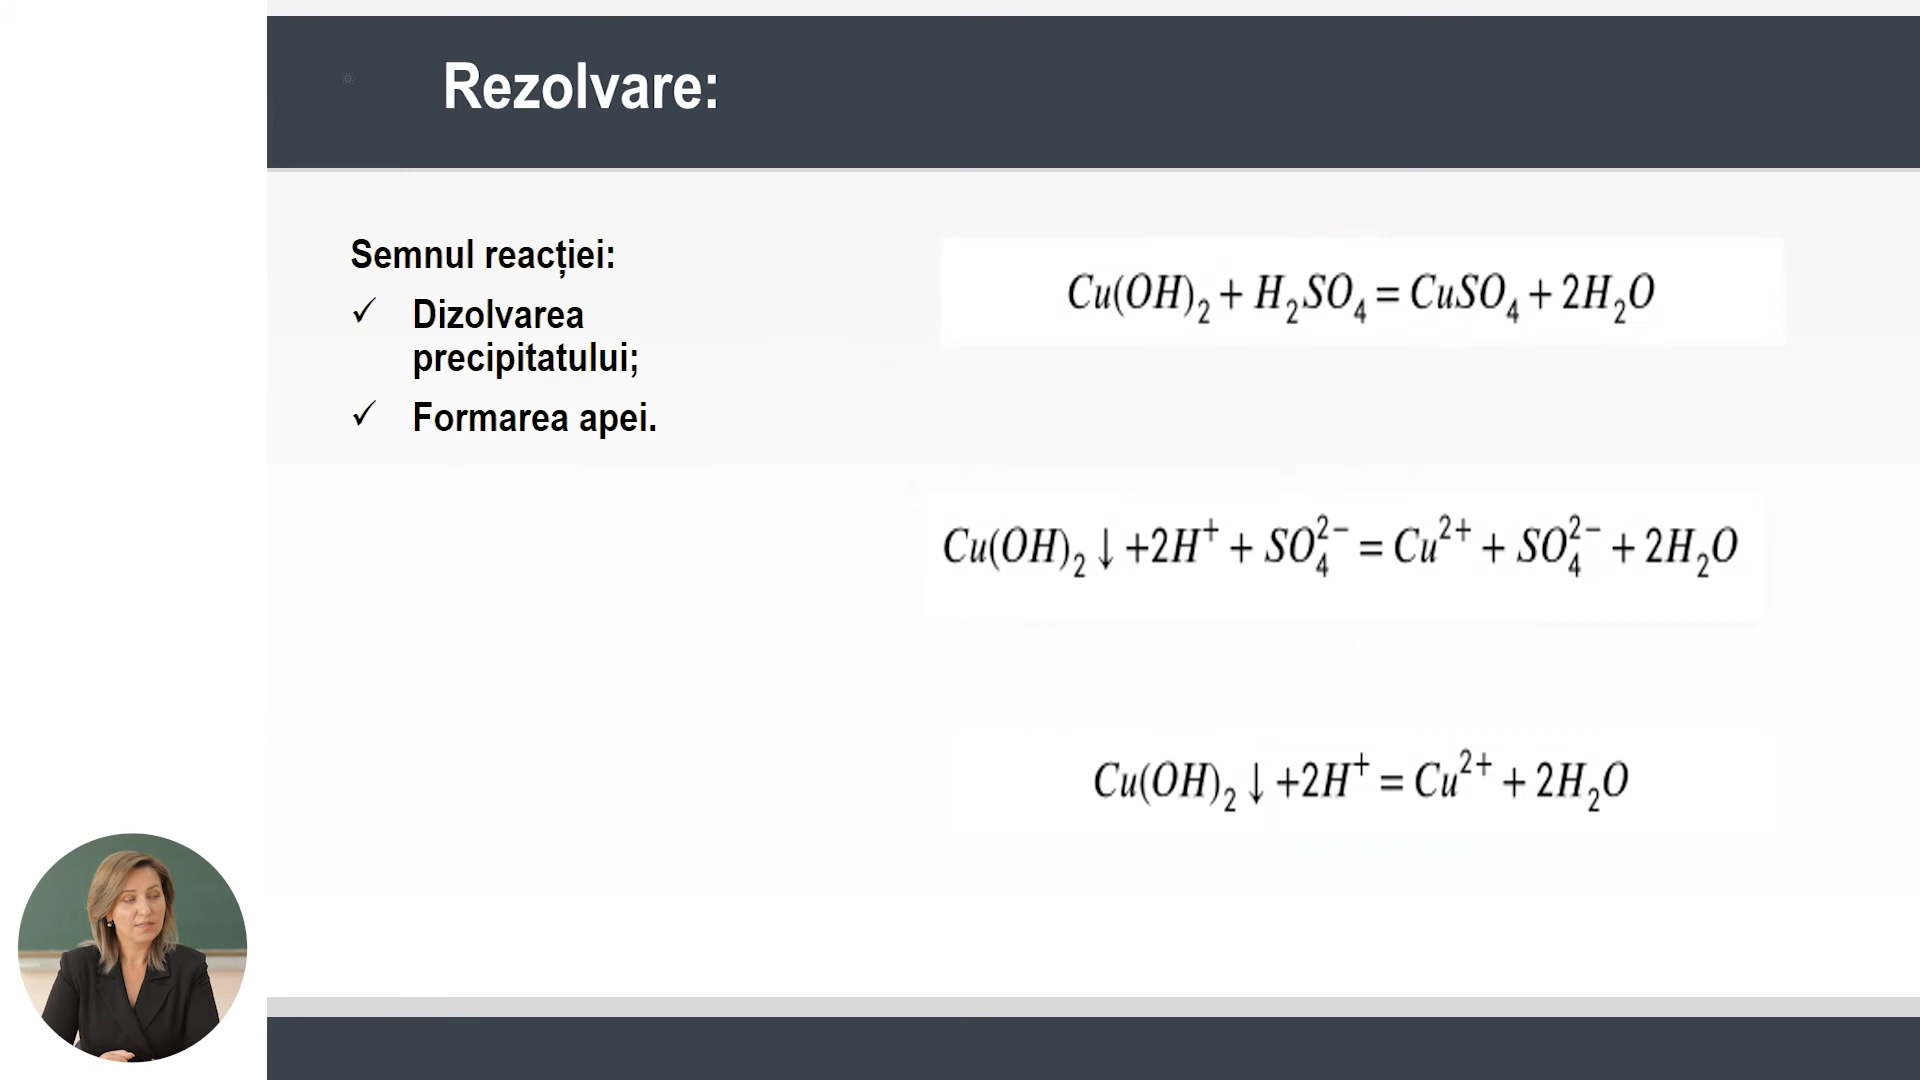 Rezolvare:
Semnul reacției:
✓ Dizolvarea
precipitatului;
✓ Formarea apei.
Cu(OH)₂ + H₂SO₄ = CuSO₄ + 2H₂O
Cu(OH)₂ ↓ +2H⁺ + SO₄²⁻ = Cu²⁺ + SO₄²⁻ + 2H₂O
Cu(OH)₂ ↓ +2H⁺ = Cu²⁺ + 2H₂O